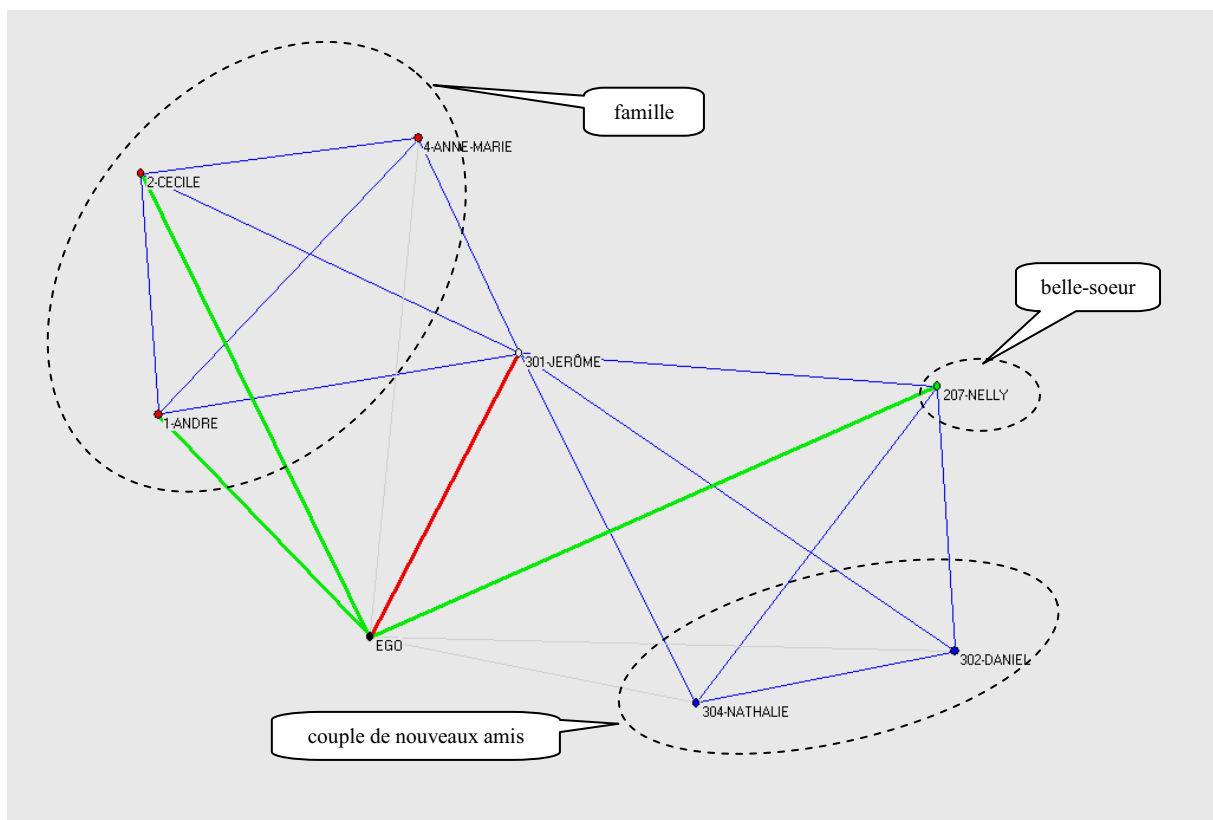 famille
4-ANNE-MARIE
2-CECILE
belle-soeur
301-JERÔME
207-NELLY
1-ANDRE
EGO
302-DANIEL
304-NATHALIE
couple de nouveaux amis